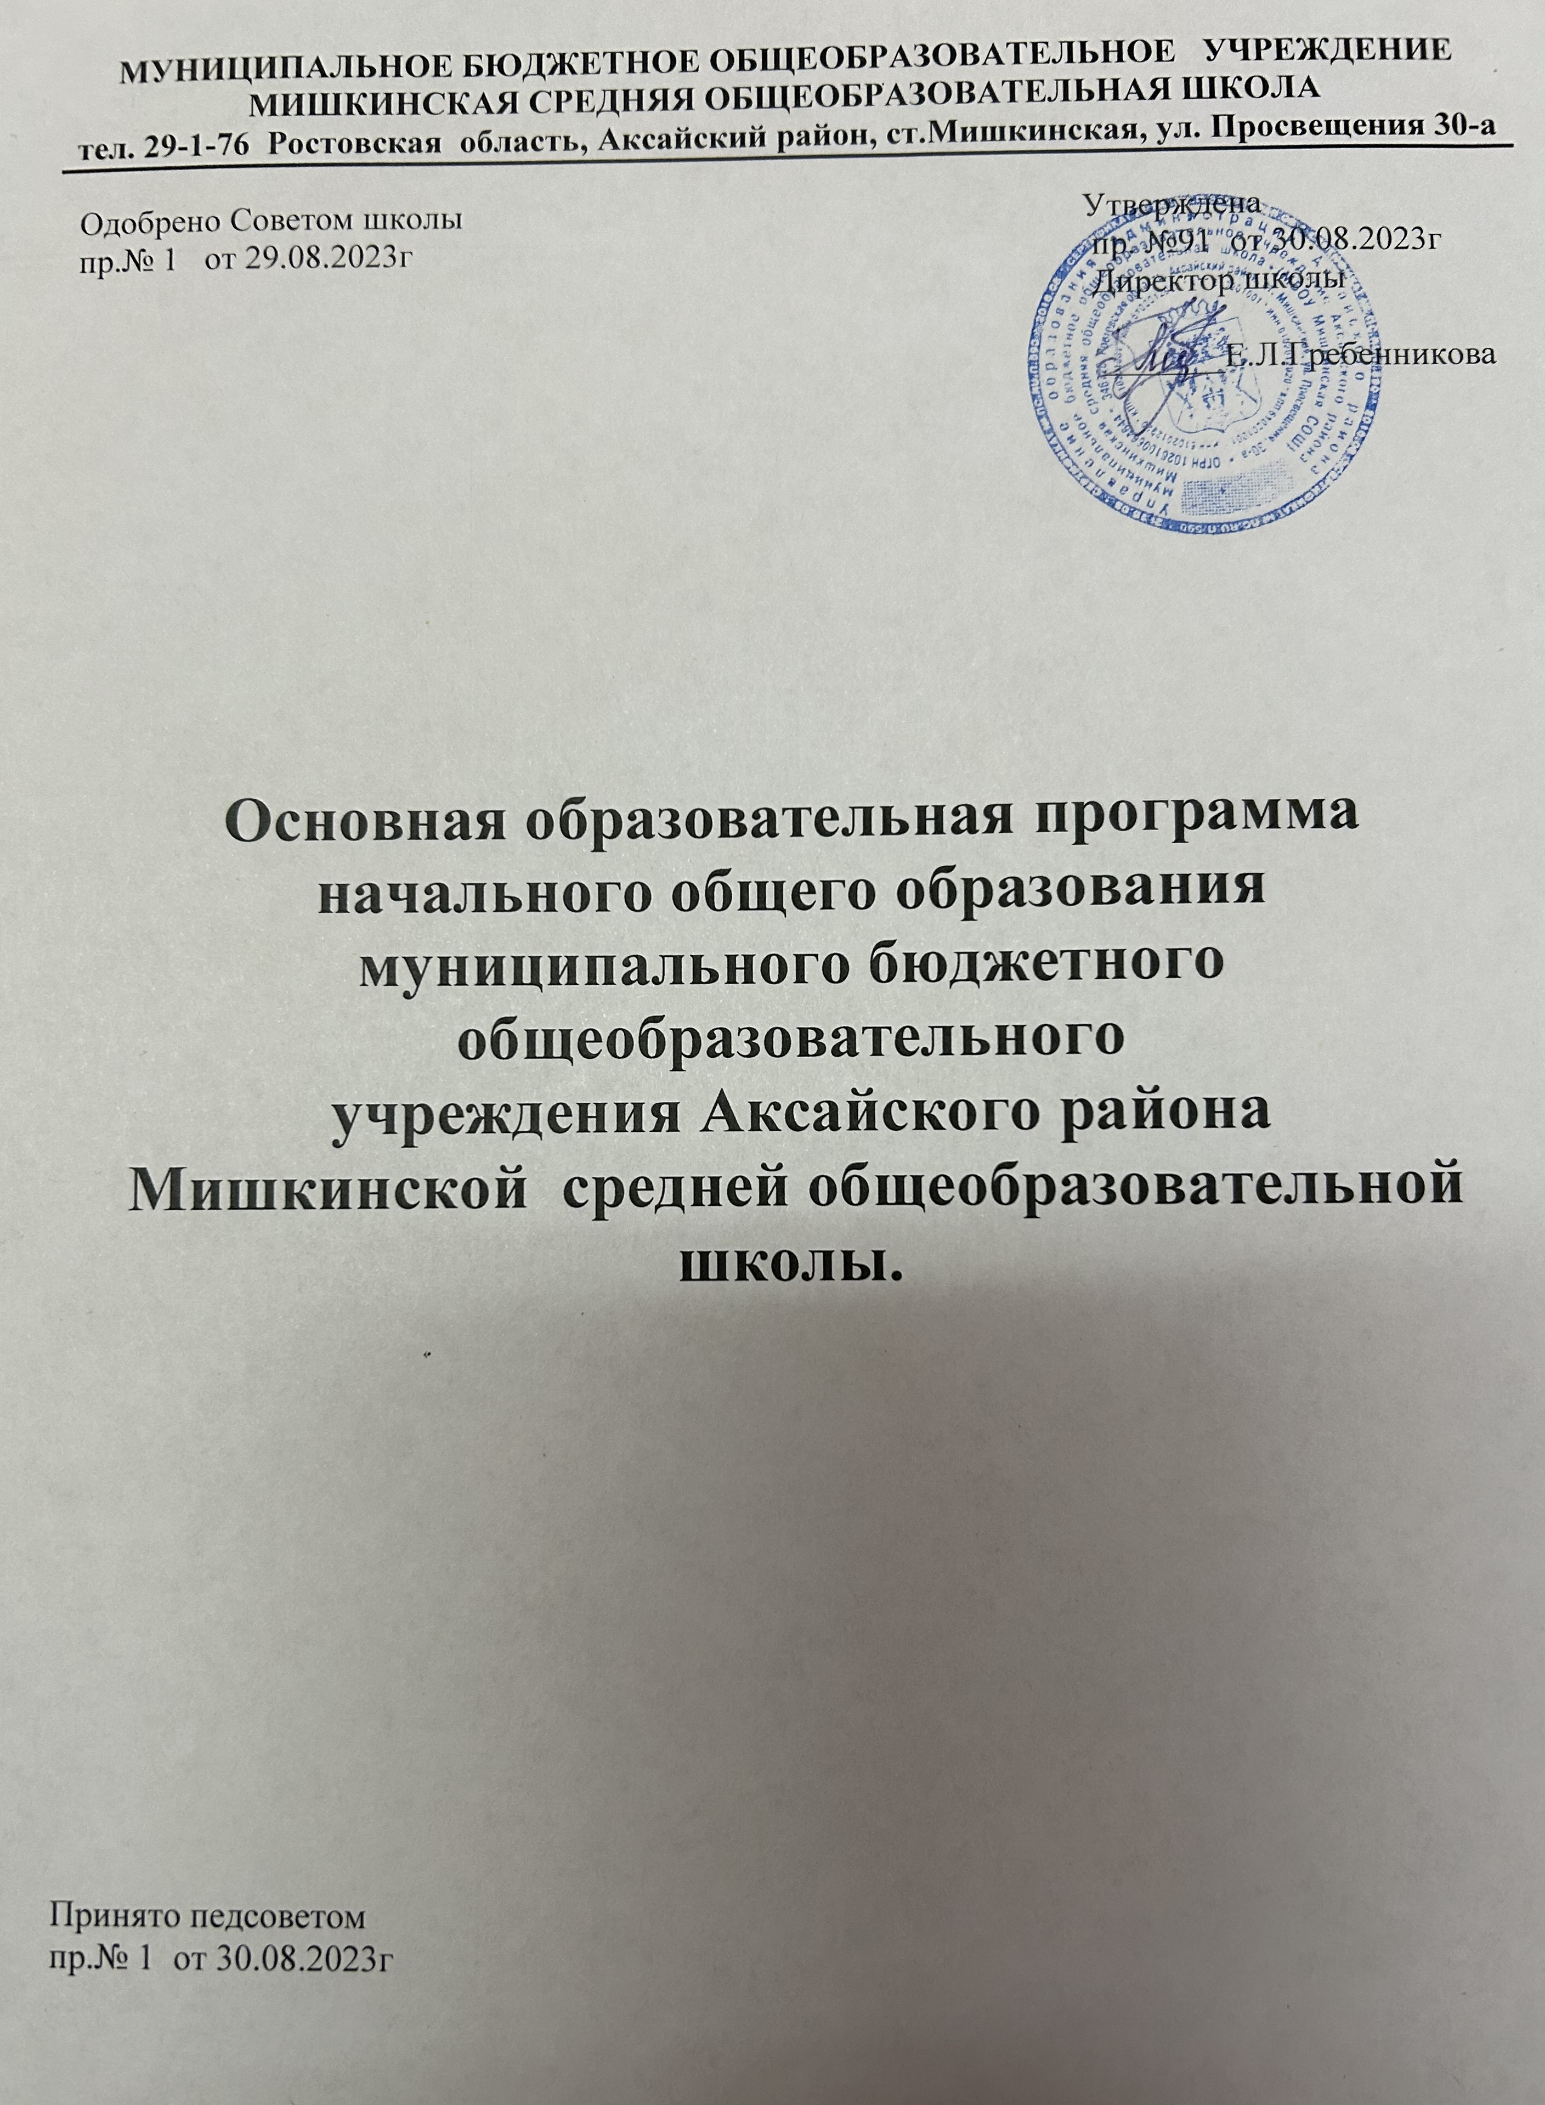 МУНИЦИПАЛЬНОЕ БЮДЖЕТНОЕ ОБЩЕОБРАЗОВАТЕЛЬНОЕ УЧРЕЖДЕНИЕ
МИШКИНСКАЯ СРЕДНЯЯ ОБЩЕОБРАЗОВАТЕЛЬНАЯ ШКОЛА
тел. 29-1-76 Ростовская область, Аксайский район, ст.Мишкинская, ул. Просвещения 30-а
Одобрено Советом школы
пр.№ 1 от 29.08.2023г
Утверждена
пр. №91 от 30.08.2023г
Директор школы
Е.Л.Гребенникова
Основная образовательная программа
начального общего образования
муниципального бюджетного
общеобразовательного
учреждения Аксайского района
Мишкинской средней общеобразовательной
школы.
Принято педсоветом
пр.№ 1 от 30.08.2023г